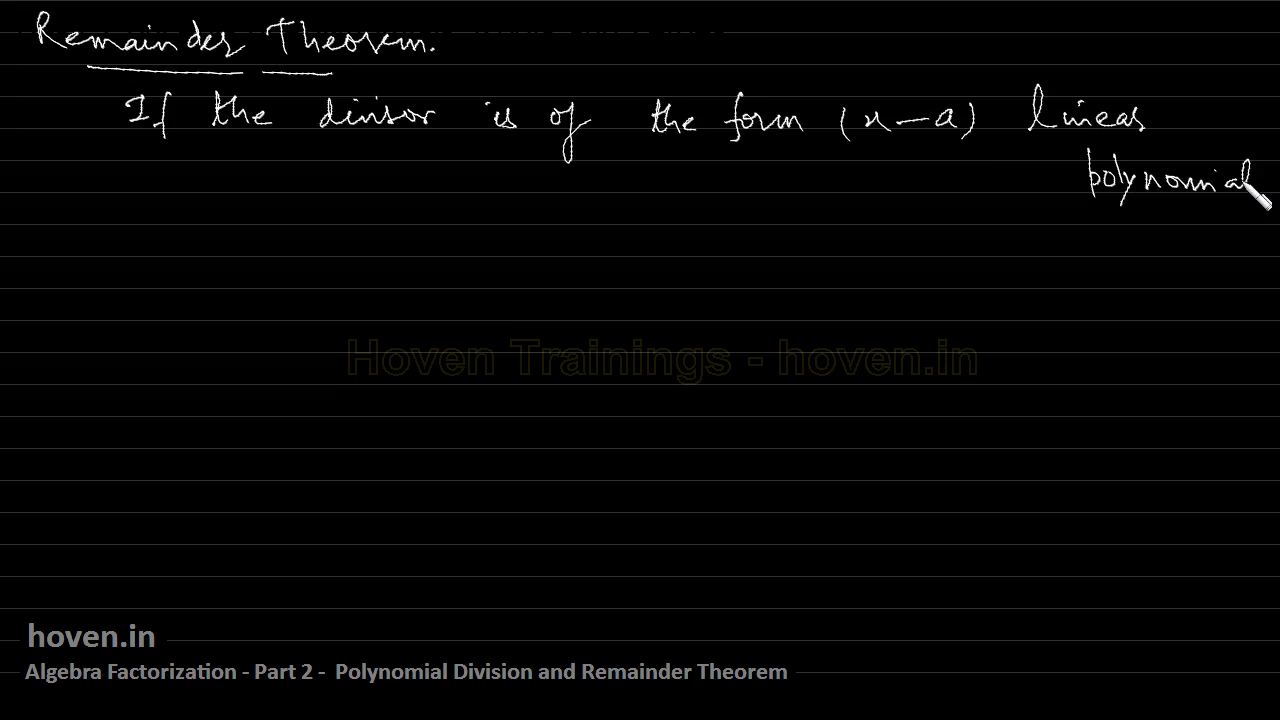 Remainder Theorem.
If the divisor is of the form (x-a) linear
polynomial
Hoven Trainings - hoven.in
hoven.in
Algebra Factorization - Part 2 - Polynomial Division and Remainder Theorem